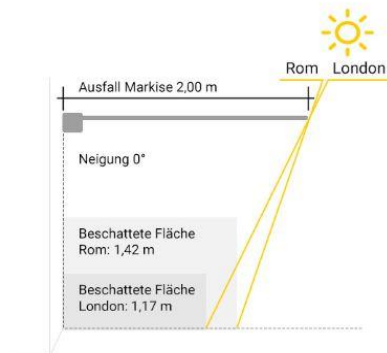 Rom London
Ausfall Markise 2,00 m
Neigung 0°
Beschattete Fläche
Rom: 1,42 m
Beschattete Fläche
London: 1,17 m